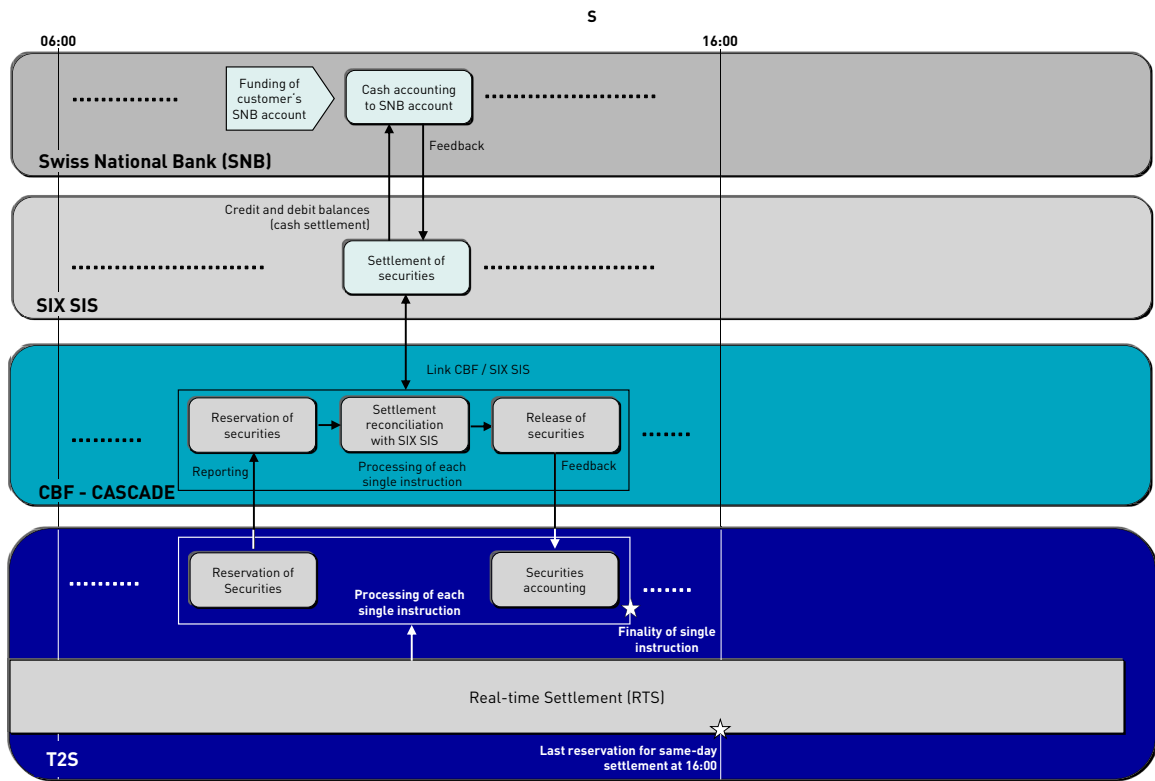 S
06:00
16:00
Funding of
customer's
SNB account
Cash accounting
to SNB account
Feedback
Swiss National Bank (SNB)
Credit and debit balances
(cash settlement)
Settlement of
securities
SIX SIS
Link CBF / SIX SIS
Reservation of
securities
Settlement
reconciliation
with SIX SIS
Release of
securities
Reporting
Processing of each
single instruction
Feedback
CBF - CASCADE
Reservation of
Securities
Processing of each
single instruction
Securities
accounting
Finality of single
instruction
Real-time Settlement (RTS)
T2S
Last reservation for same-day
settlement at 16:00